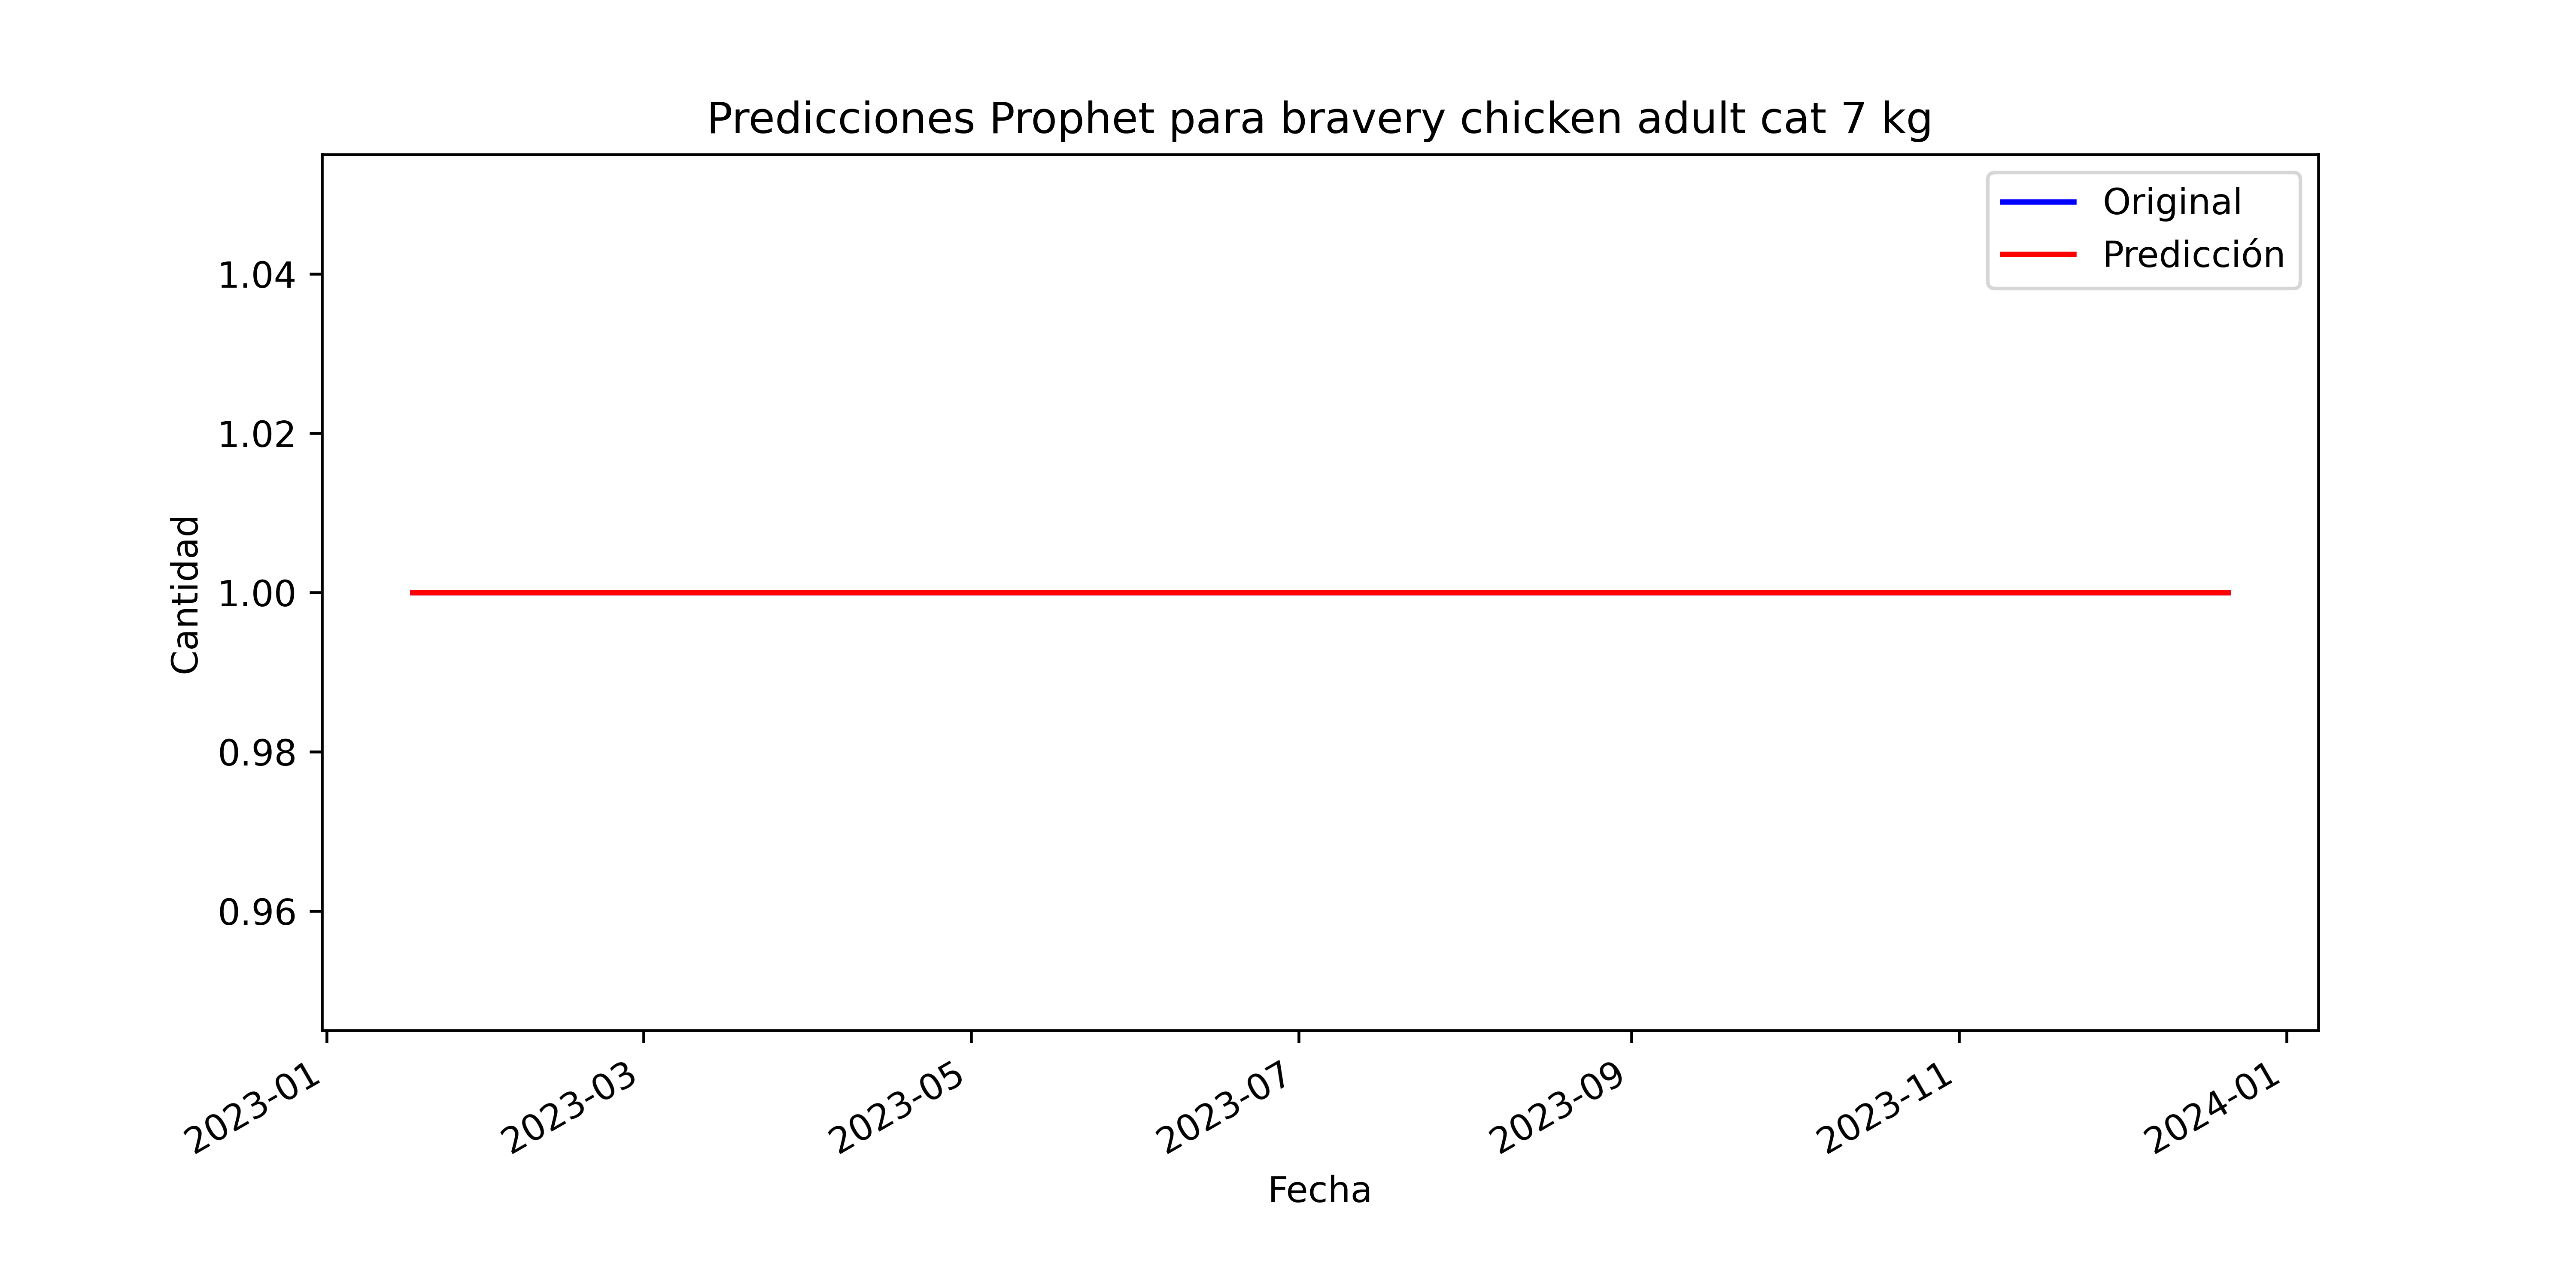 Predicciones Prophet para bravery chicken adult cat 7 kg
Original
Predicción
1.04
1.02
1.00
0.98
0.96
Cantidad
2023-01
2023-03
2023-05
2023-07
2023-09
2023-11
2024-01
Fecha